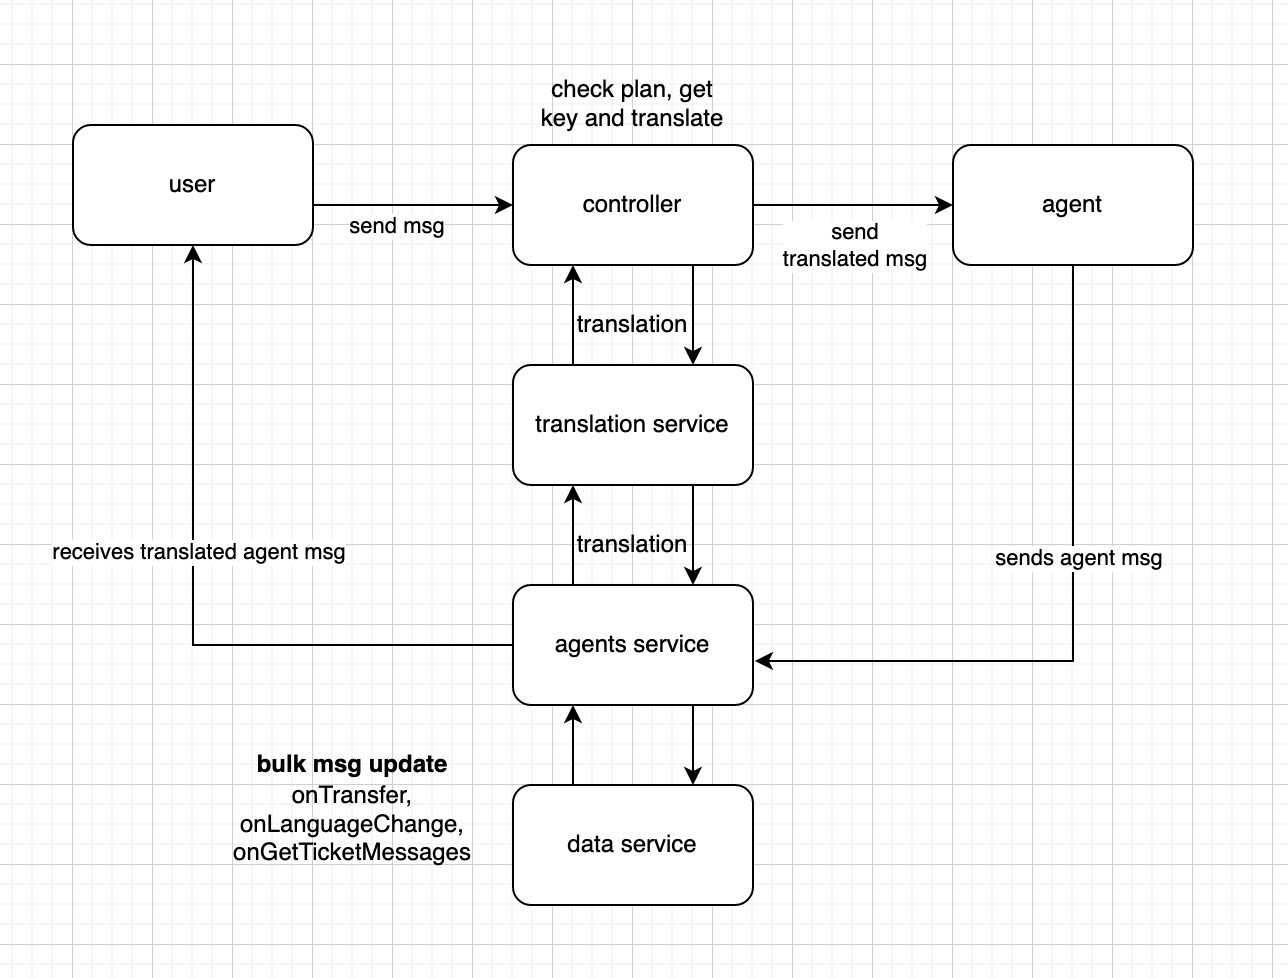 check plan, get
key and translate
user
controller
agent
send msg
send
translated msg
translation
translation service
translation
receives translated agent msg
sends agent msg
agents service
bulk msg update
onTransfer,
onLanguageChange,
onGetTicketMessages
data service